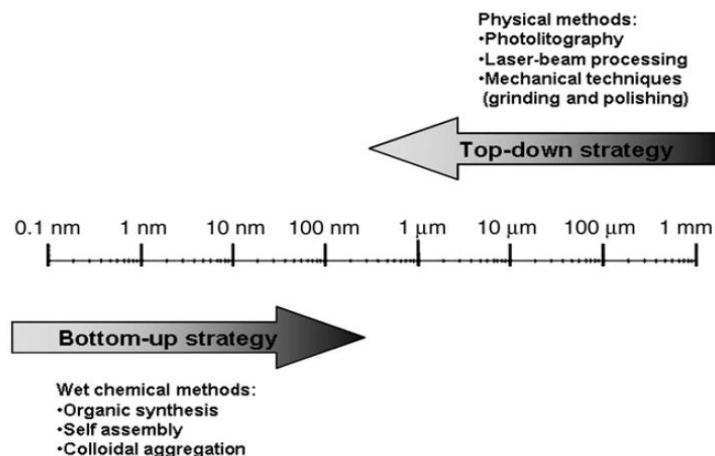 Physical methods:
•Photolitography
•Laser-beam processing
•Mechanical techniques
(grinding and polishing)
Top-down strategy
0.1 nm 1 nm 10 nm 100 nm 1 μm 10 μm 100 μm 1 mm
Bottom-up strategy
Wet chemical methods:
•Organic synthesis
•Self assembly
•Colloidal aggregation